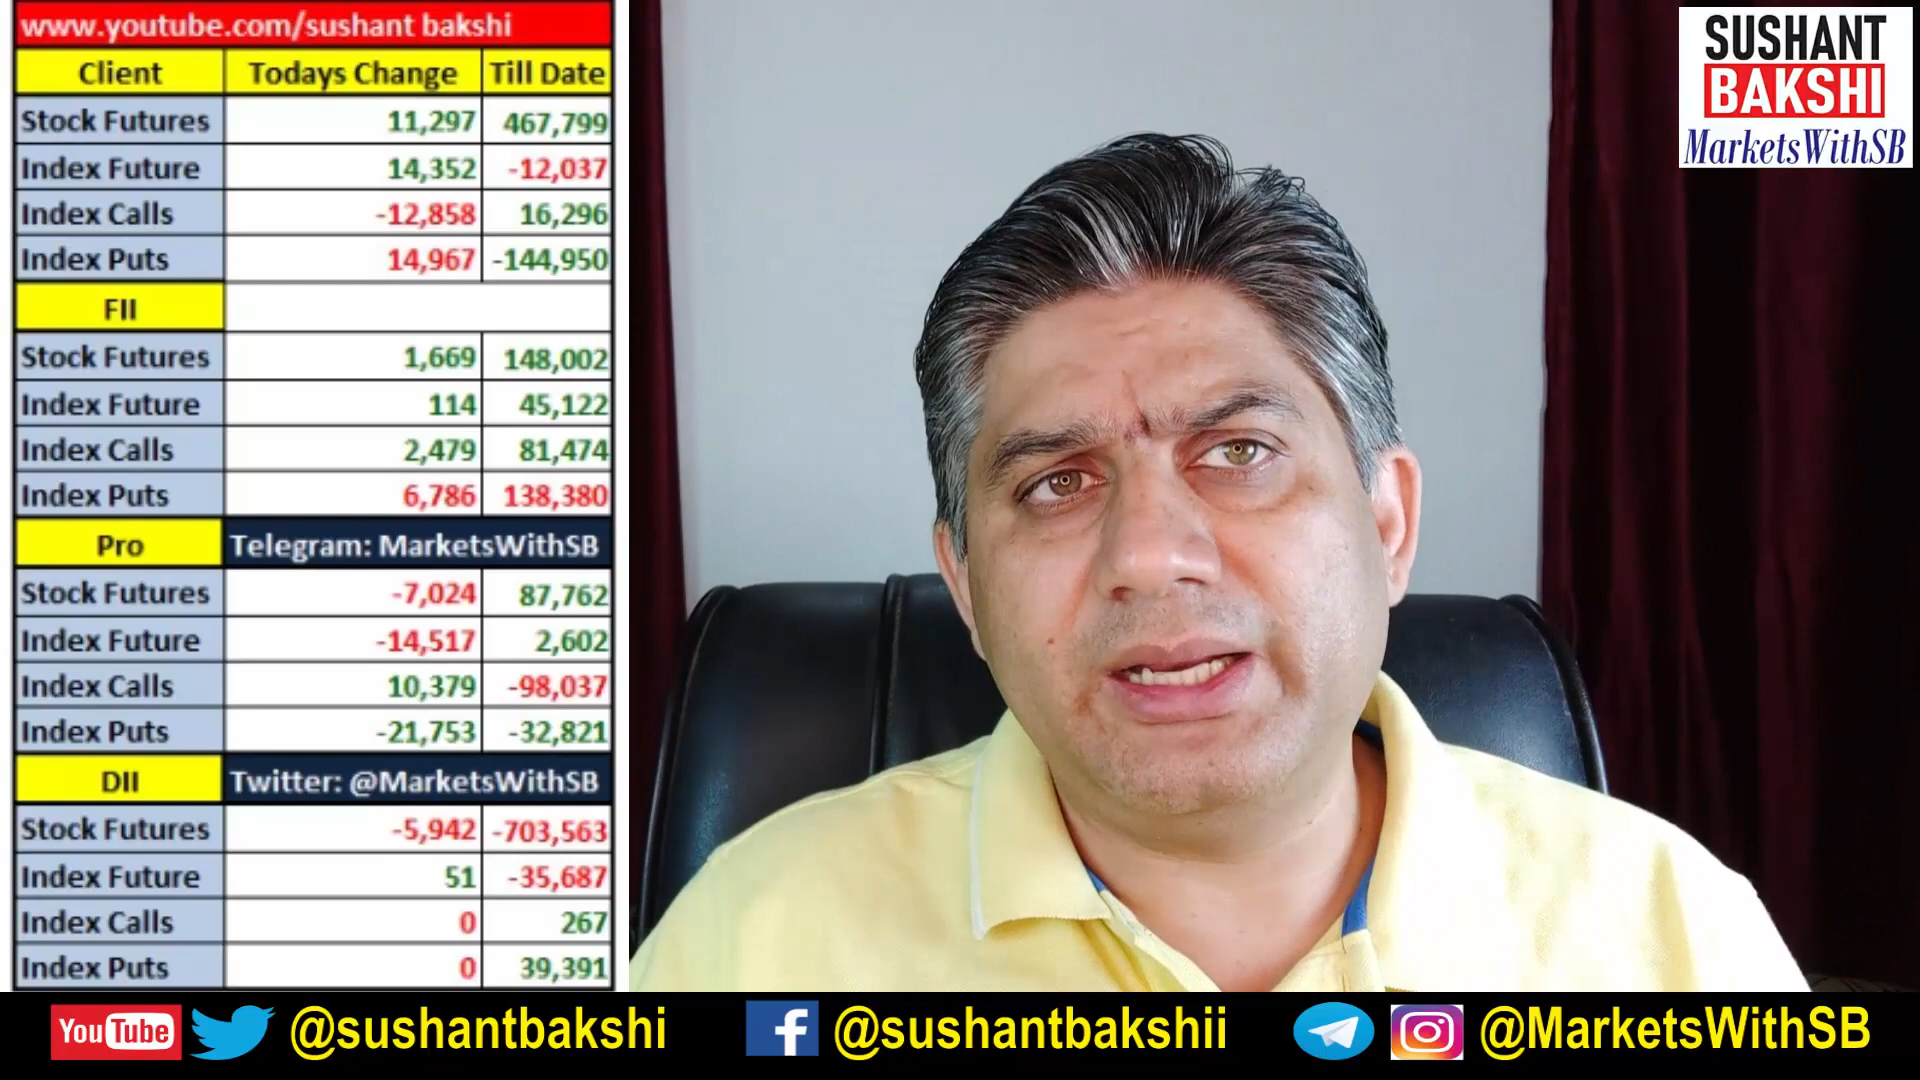 www.youtube.com/sushant bakshi
Client Todays Change Till Date
Stock Futures 11,297 467,799
Index Future 14,352 -12,037
Index Calls -12,858 16,296
Index Puts 14,967 -144,950
FII
Stock Futures 1,669 148,002
Index Future 114 45,122
Index Calls 2,479 81,474
Index Puts 6,786 138,380
Pro Telegram: MarketsWithSB
Stock Futures -7,024 87,762
Index Future -14,517 2,602
Index Calls 10,379 -98,037
Index Puts -21,753 -32,821
DII Twitter: @MarketsWithSB
Stock Futures -5,942 -703,563
Index Future 51 -35,687
Index Calls 0 267
Index Puts 0 39,391
SUSHANT
BAKSHI
MarketsWithSB
YouTube @sushantbakshi @sushantbakshii @MarketsWithSB